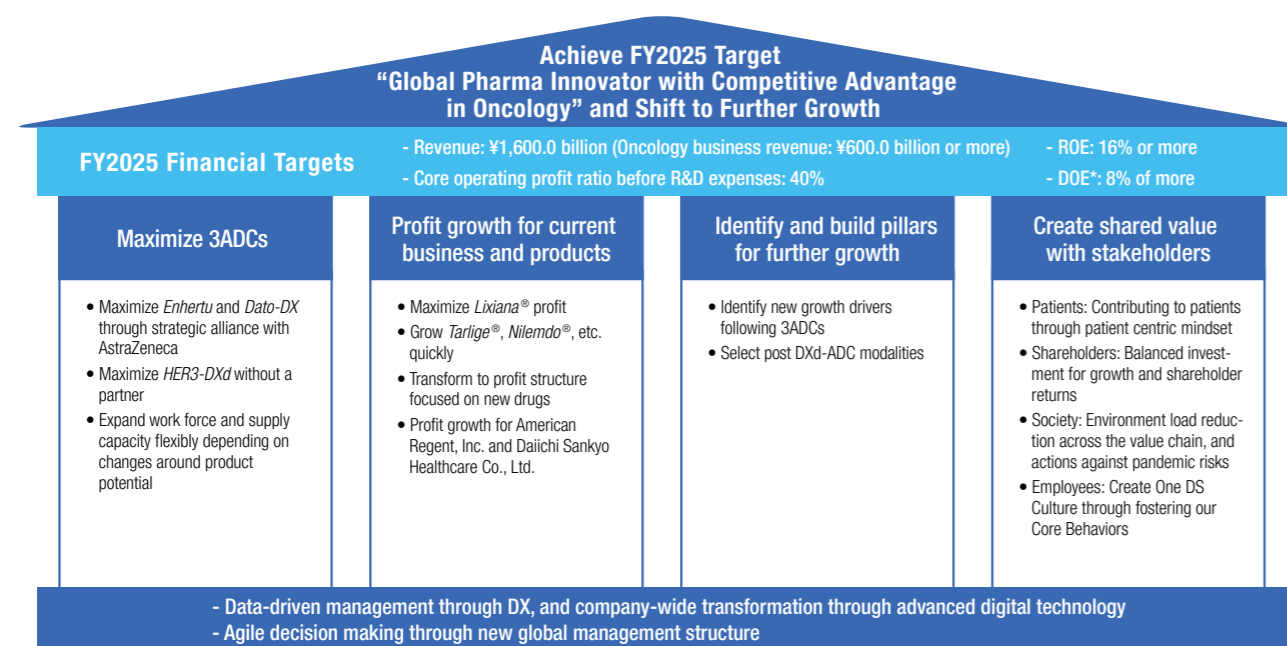 Achieve FY2025 Target
“Global Pharma Innovator with Competitive Advantage
in Oncology” and Shift to Further Growth
FY2025 Financial Targets
- Revenue: ¥1,600.0 billion (Oncology business revenue: ¥600.0 billion or more)
- Core operating profit ratio before R&D expenses: 40%
- ROE: 16% or more
- DOE*: 8% of more
Maximize 3ADCs
• Maximize Enhertu and Dato-DX
through strategic alliance with
AstraZeneca
• Maximize HER3-DXd without a
partner
• Expand work force and supply
capacity flexibly depending on
changes around product
potential
Profit growth for current
business and products
• Maximize Lixiana® profit
• Grow Tarlige®, Nilemdo®, etc.
quickly
• Transform to profit structure
focused on new drugs
• Profit growth for American
Regent, Inc. and Daiichi Sankyo
Healthcare Co., Ltd.
Identify and build pillars
for further growth
• Identify new growth drivers
following 3ADCs
• Select post DXd-ADC modalities
Create shared value
with stakeholders
• Patients: Contributing to patients
through patient centric mindset
• Shareholders: Balanced invest-
ment for growth and shareholder
returns
• Society: Environment load reduc-
tion across the value chain, and
actions against pandemic risks
• Employees: Create One DS
Culture through fostering our
Core Behaviors
- Data-driven management through DX, and company-wide transformation through advanced digital technology
- Agile decision making through new global management structure